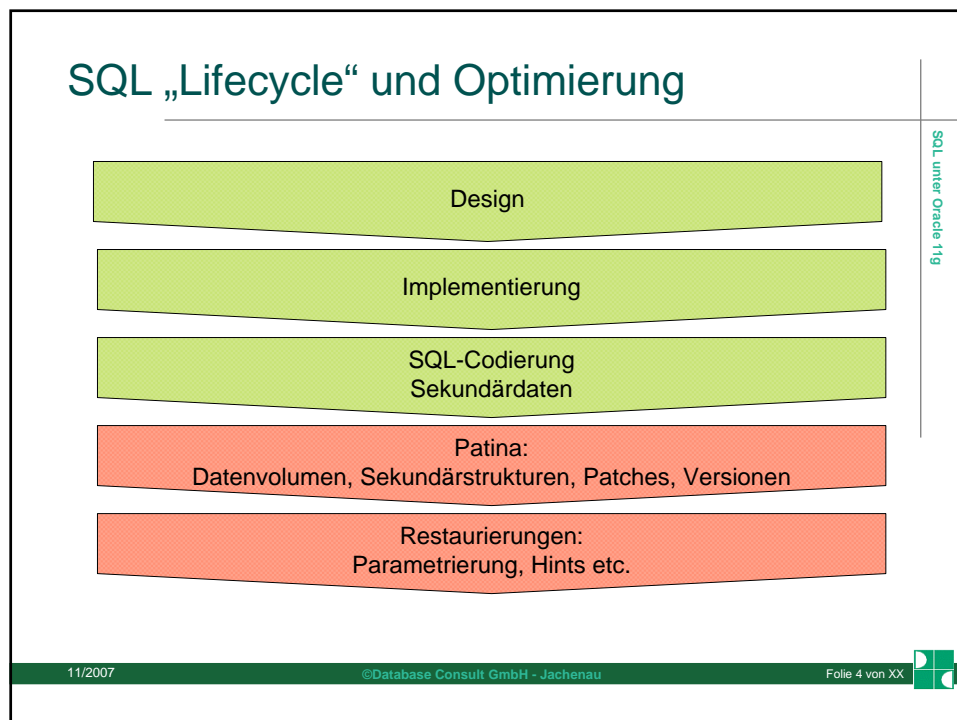 SQL „Lifecycle“ und Optimierung
SQL unter Oracle 11g
Design
Implementierung
SQL-Codierung
Sekundärdaten
Patina:
Datenvolumen, Sekundärstrukturen, Patches, Versionen
Restaurierungen:
Parametrierung, Hints etc.
11/2007
©Database Consult GmbH - Jachenau
Folie 4 von XX